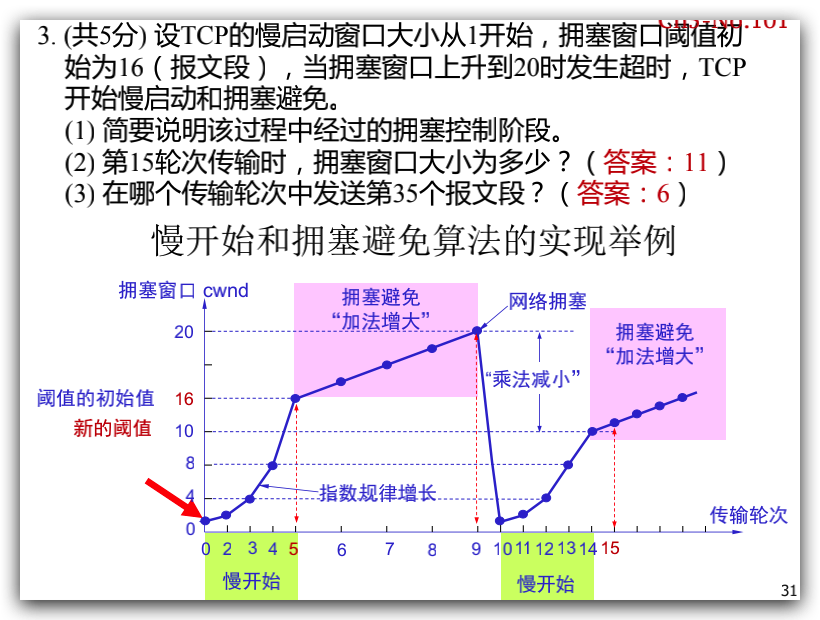 3. (共5分) 设TCP的慢启动窗口大小从1开始，拥塞窗口阈值初
始为16（报文段），当拥塞窗口上升到20时发生超时，TCP
开始慢启动和拥塞避免。
(1) 简要说明该过程中经过的拥塞控制阶段。
(2) 第15轮次传输时，拥塞窗口大小为多少？（答案：11）
(3) 在哪个传输轮次中发送第35个报文段？（答案：6）
慢开始和拥塞避免算法的实现举例
拥塞窗口 cwnd
拥塞避免
“加法增大”
网络拥塞
拥塞避免
“加法增大”
20
“乘法减小”
阈值的初始值 16
新的阈值 10
8
指数规律增长
4
0
传输轮次
0 2 3 4 5 6 7 8 9 10 11 12 13 14 15
慢开始
慢开始
31